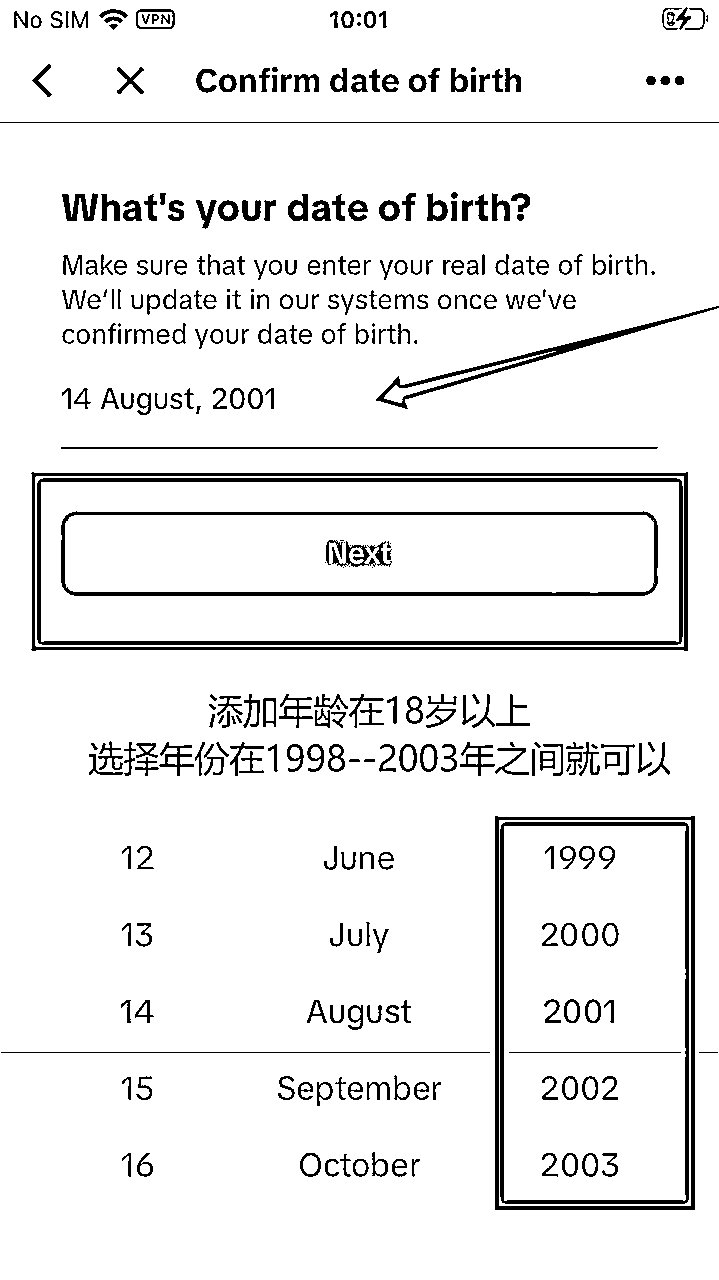 No SIM VPN 10:01
Confirm date of birth
What's your date of birth?
Make sure that you enter your real date of birth.
We'll update it in our systems once we've
confirmed your date of birth.
14 August, 2001
Next
添加年龄在18岁以上
选择年份在1998--2003年之间就可以
12 June 1999
13 July 2000
14 August 2001
15 September 2002
16 October 2003